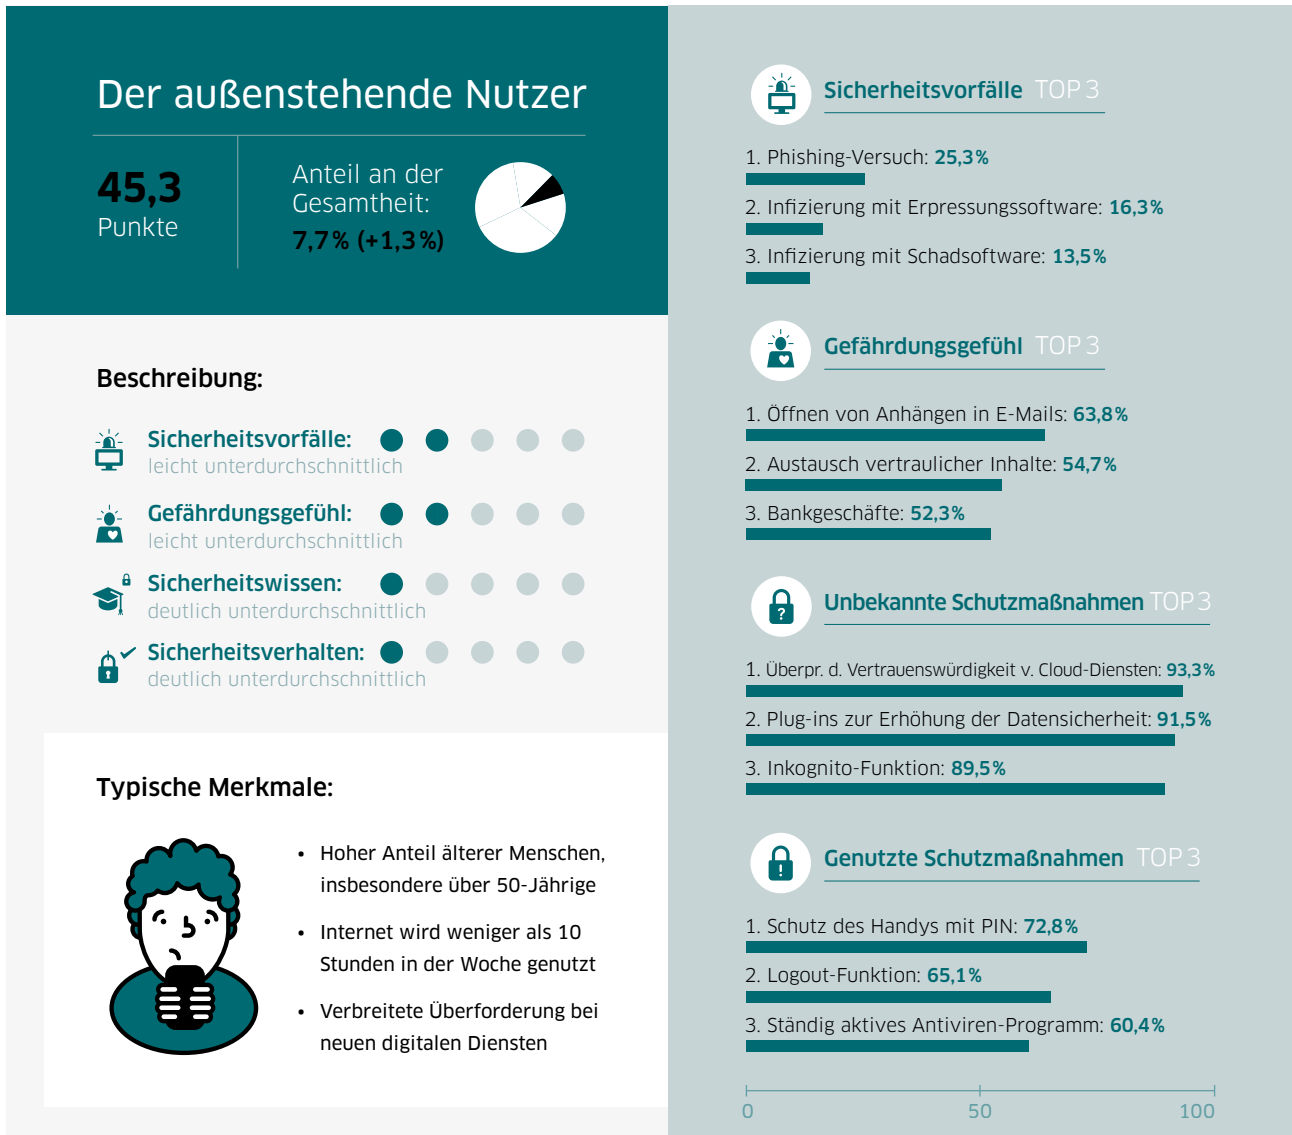 Der außenstehende Nutzer
45,3
Punkte
Anteil an der
Gesamtheit:
7,7% (+1,3%)
Beschreibung:
Sicherheitsvorfälle:
leicht unterdurchschnittlich
Gefährdungsgefühl:
leicht unterdurchschnittlich
Sicherheitswissen:
deutlich unterdurchschnittlich
Sicherheitsverhalten:
deutlich unterdurchschnittlich
Typische Merkmale:
• Hoher Anteil älterer Menschen,
insbesondere über 50-Jährige
• Internet wird weniger als 10
Stunden in der Woche genutzt
• Verbreitete Überforderung bei
neuen digitalen Diensten
Sicherheitsvorfälle TOP 3
1. Phishing-Versuch: 25,3%
2. Infizierung mit Erpressungssoftware: 16,3%
3. Infizierung mit Schadsoftware: 13,5%
Gefährdungsgefühl TOP 3
1. Öffnen von Anhängen in E-Mails: 63,8%
2. Austausch vertraulicher Inhalte: 54,7%
3. Bankgeschäfte: 52,3%
?
Unbekannte Schutzmaßnahmen TOP 3
1. Überpr. d. Vertrauenswürdigkeit v. Cloud-Diensten: 93,3%
2. Plug-ins zur Erhöhung der Datensicherheit: 91,5%
3. Inkognito-Funktion: 89,5%
!
Genutzte Schutzmaßnahmen TOP 3
1. Schutz des Handys mit PIN: 72,8%
2. Logout-Funktion: 65,1%
3. Ständig aktives Antiviren-Programm: 60,4%
0 50 100